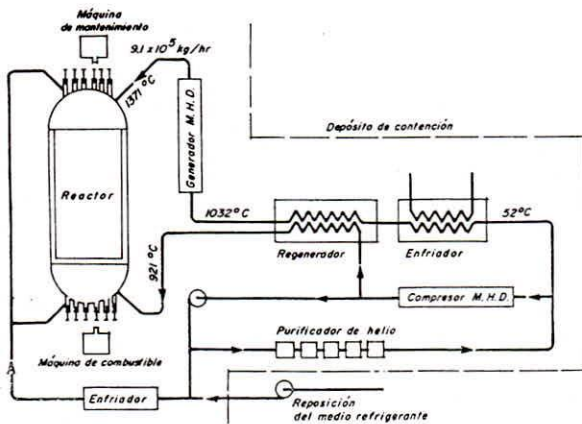 Máquina
de mantenimiento
9.1 x 10⁵ kg/hr
1371 °C
Generador M.H.D.
Depósito de contención
Reactor
1032°C
52°C
921 °C
Regenerador
Enfriador
Compresor M.H.D.
Purificador de helio
Máquina de combustible
Enfriador
Reposición
del medio refrigerante